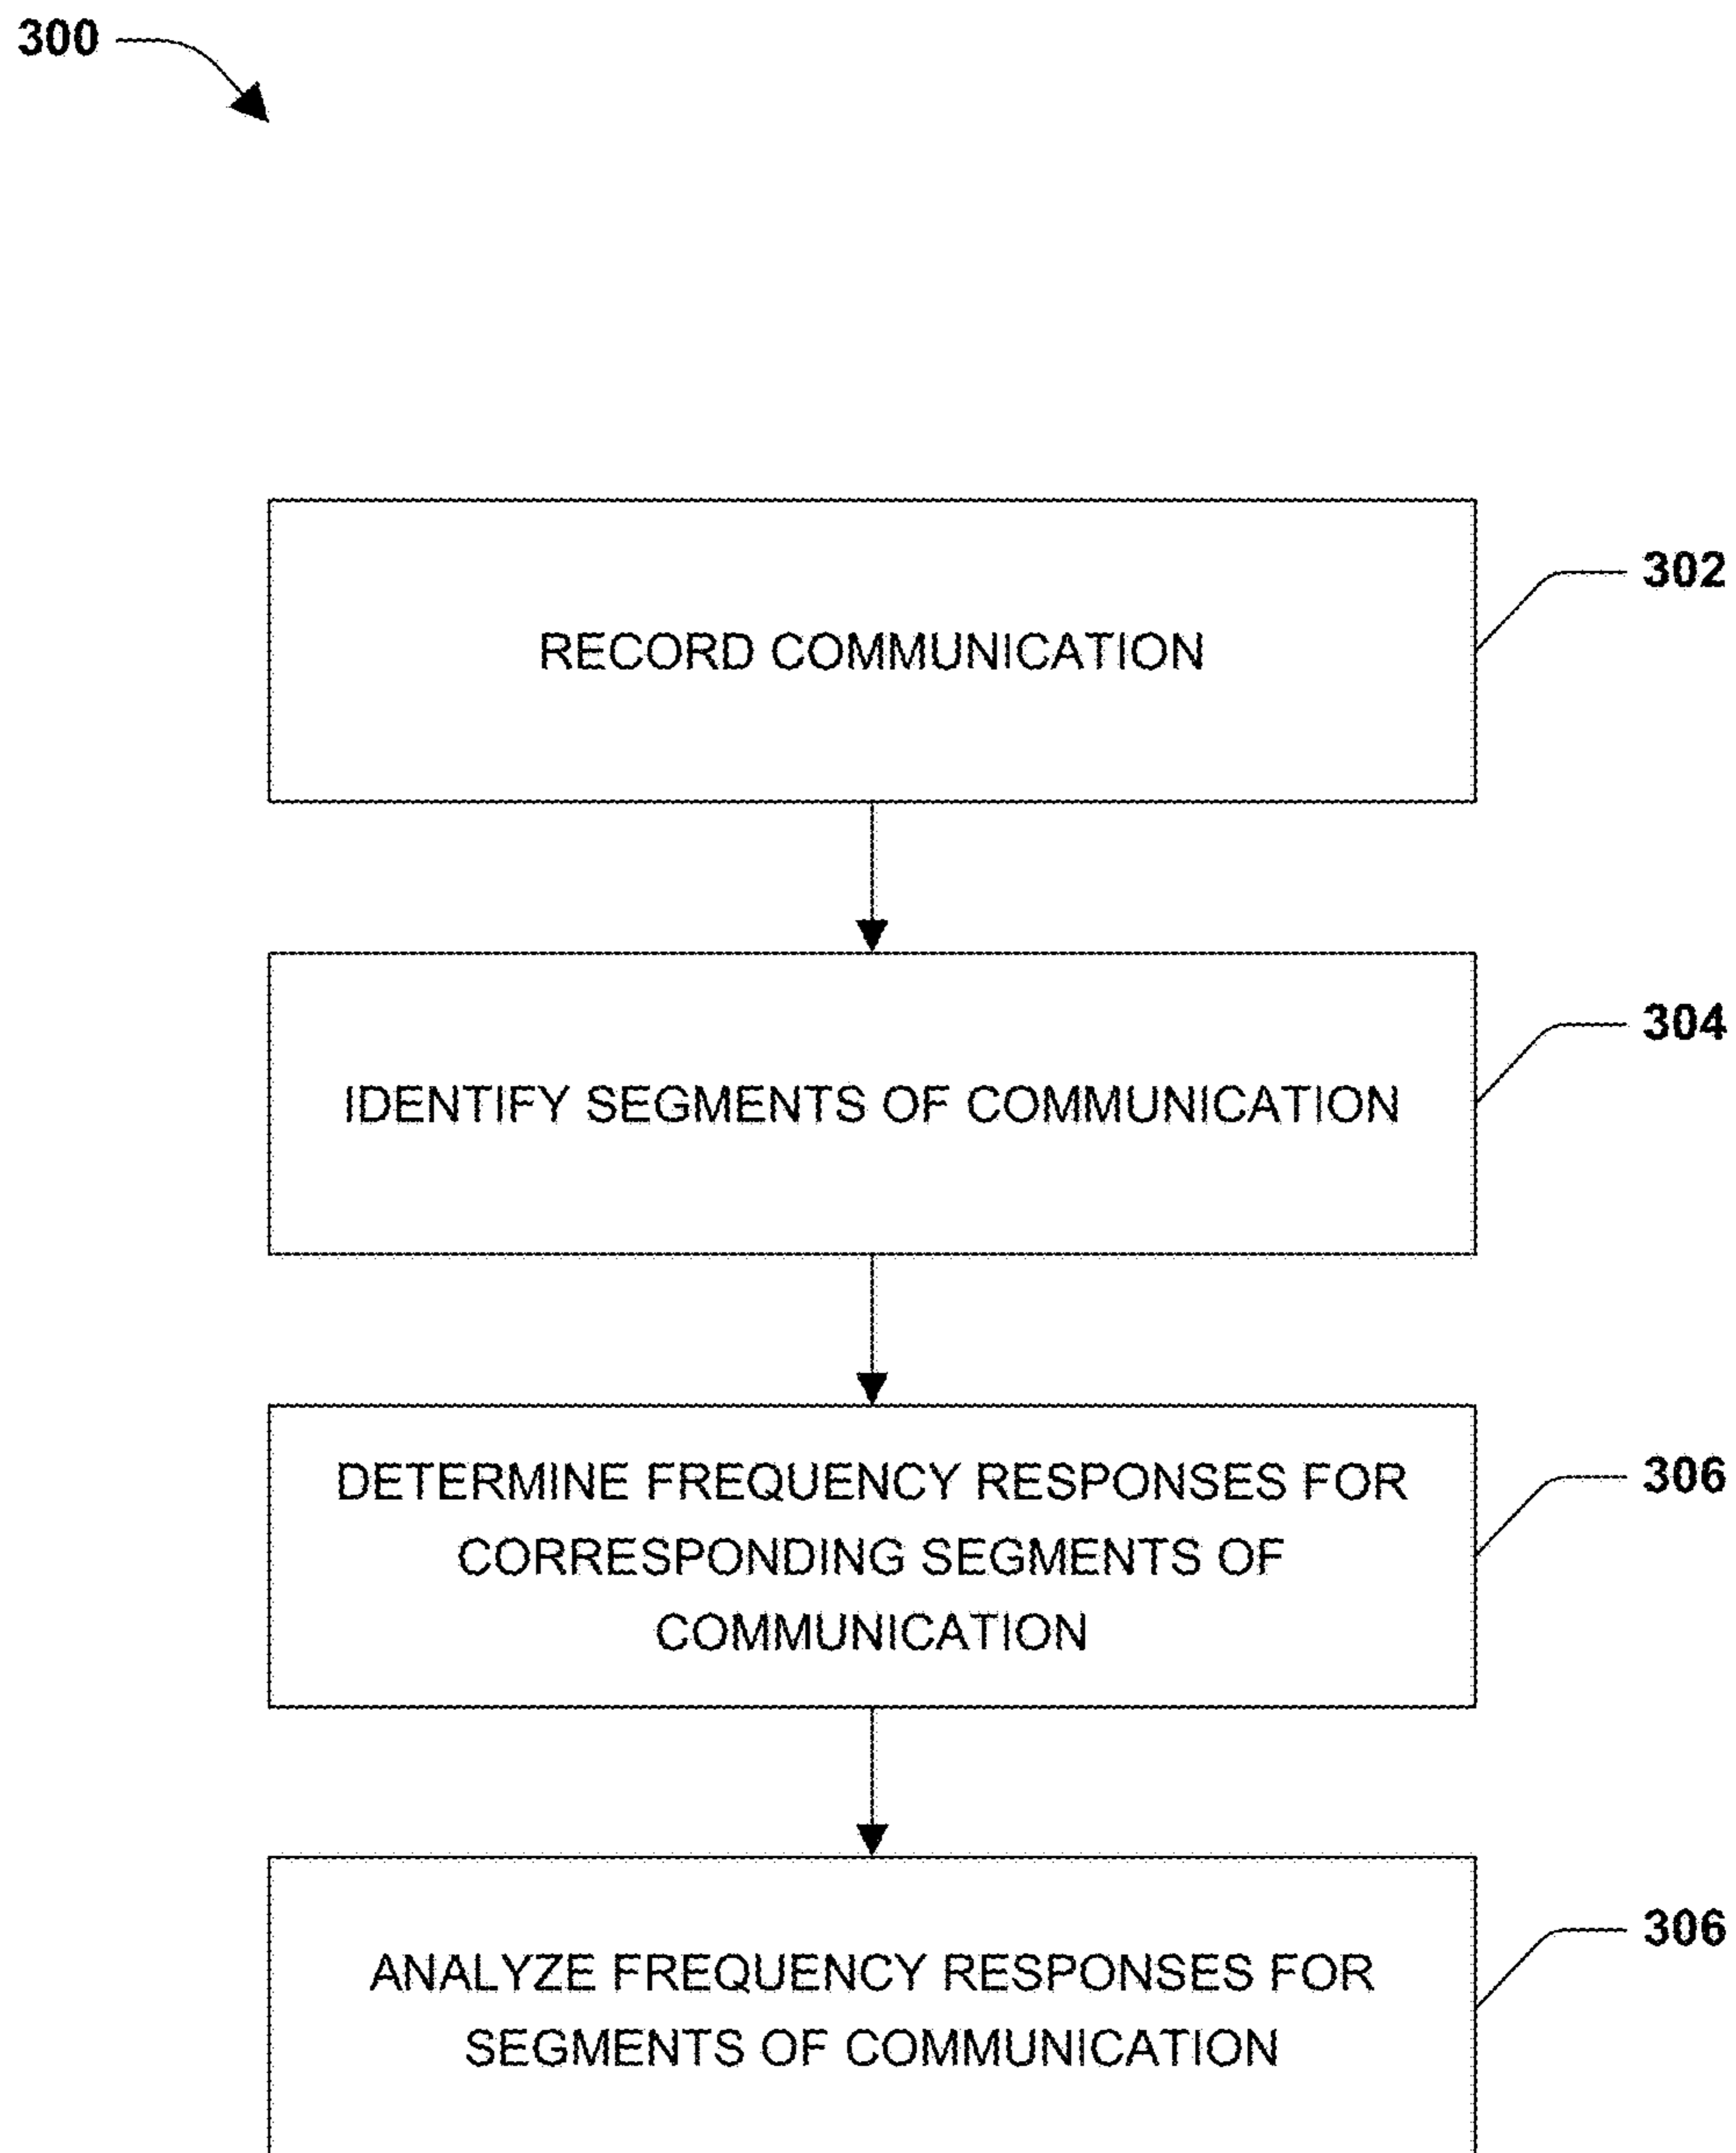 300
RECORD COMMUNICATION
302
IDENTIFY SEGMENTS OF COMMUNICATION
304
DETERMINE FREQUENCY RESPONSES FOR
CORRESPONDING SEGMENTS OF
COMMUNICATION
306
ANALYZE FREQUENCY RESPONSES FOR
SEGMENTS OF COMMUNICATION
306